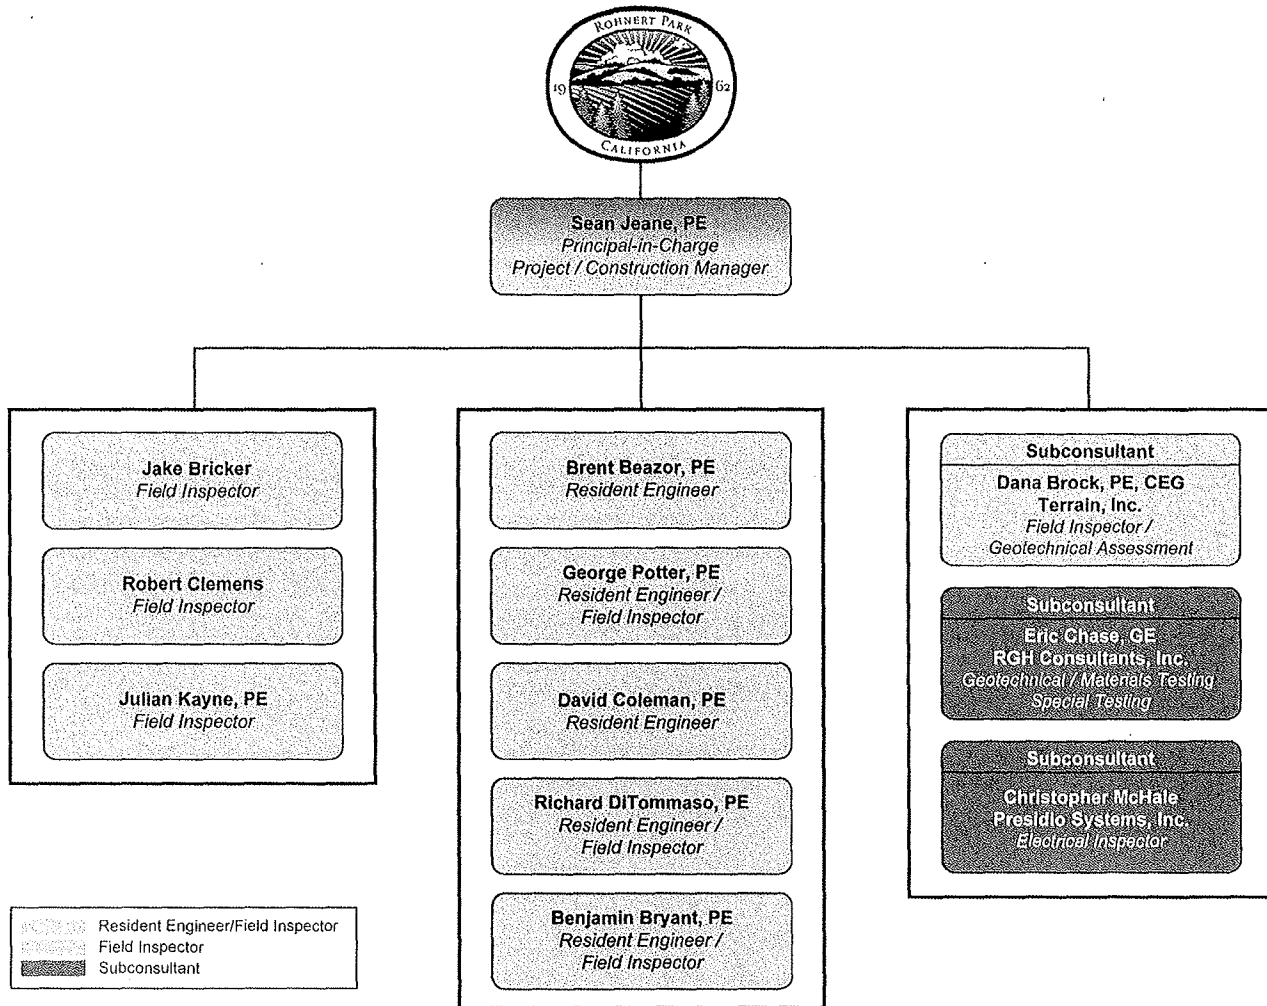 ROHNERT PARK
19 62
CALIFORNIA
Sean Jeane, PE
Principal-in-Charge
Project / Construction Manager
Jake Bricker
Field Inspector
Robert Clemens
Field Inspector
Julian Kayne, PE
Field Inspector
Brent Beazor, PE
Resident Engineer
George Potter, PE
Resident Engineer /
Field Inspector
David Coleman, PE
Resident Engineer
Richard DiTommaso, PE
Resident Engineer /
Field Inspector
Benjamin Bryant, PE
Resident Engineer /
Field Inspector
Subconsultant
Dana Brock, PE, CEG
Terrain, Inc.
Field Inspector /
Geotechnical Assessment
Subconsultant
Eric Chase, GE
RGH Consultants, Inc.
Geotechnical / Materials Testing
Special Testing
Subconsultant
Christopher McHale
Presidio Systems, Inc.
Electrical Inspector
Resident Engineer/Field Inspector
Field Inspector
Subconsultant